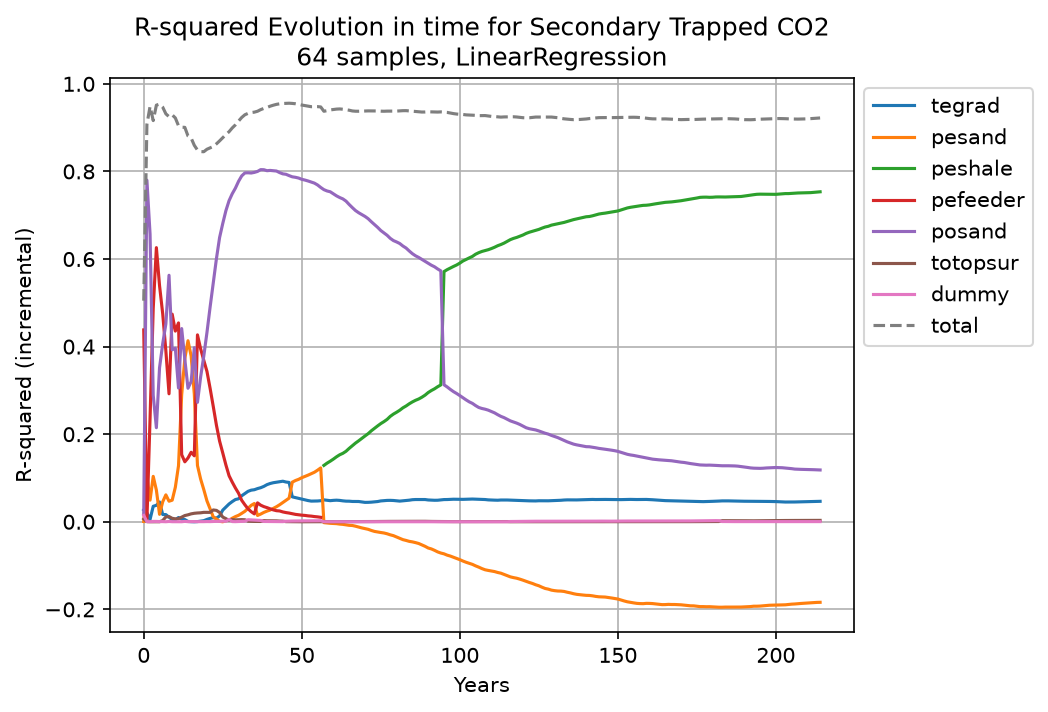 R-squared Evolution in time for Secondary Trapped CO2
64 samples, LinearRegression
1.0
0.8
0.6
0.4
0.2
0.0
−0.2
R-squared (incremental)
0 50 100 150 200
Years
tegrad
pesand
peshale
pefeeder
posand
totopsur
dummy
total